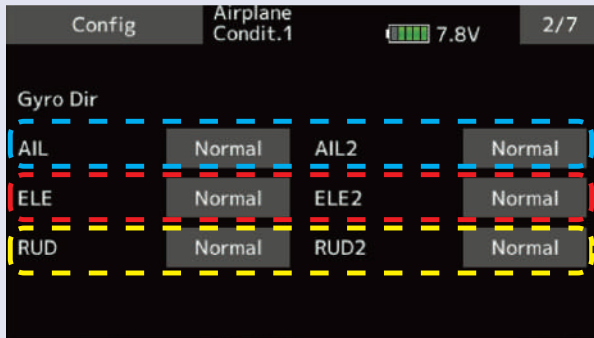 Config Airplane 7.8V 2/7
Condit.1
Gyro Dir
AIL Normal AIL2 Normal
ELE Normal ELE2 Normal
RUD Normal RUD2 Normal